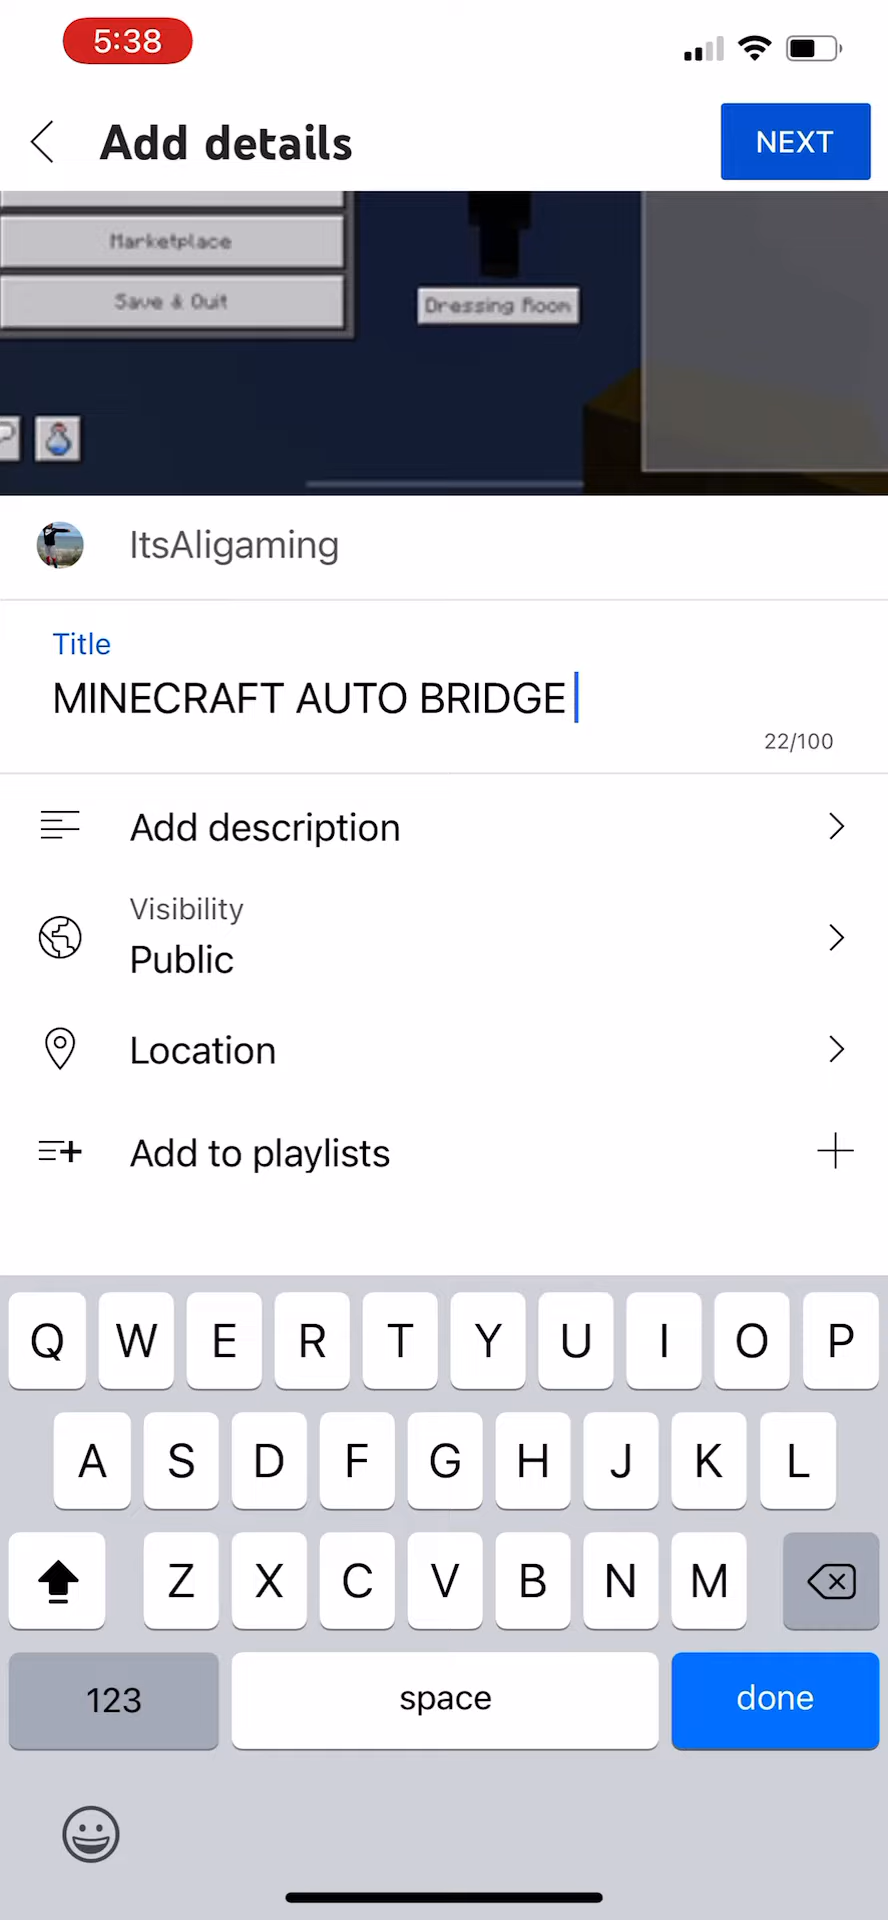 5:38
Add details
NEXT
Marketplace
Save & Quit
Dressing Room
ItsAligaming
Title
MINECRAFT AUTO BRIDGE
22/100
Add description
Visibility
Public
Location
Add to playlists
Q W E R T Y U I O P
A S D F G H J K L
Z X C V B N M
123 space done